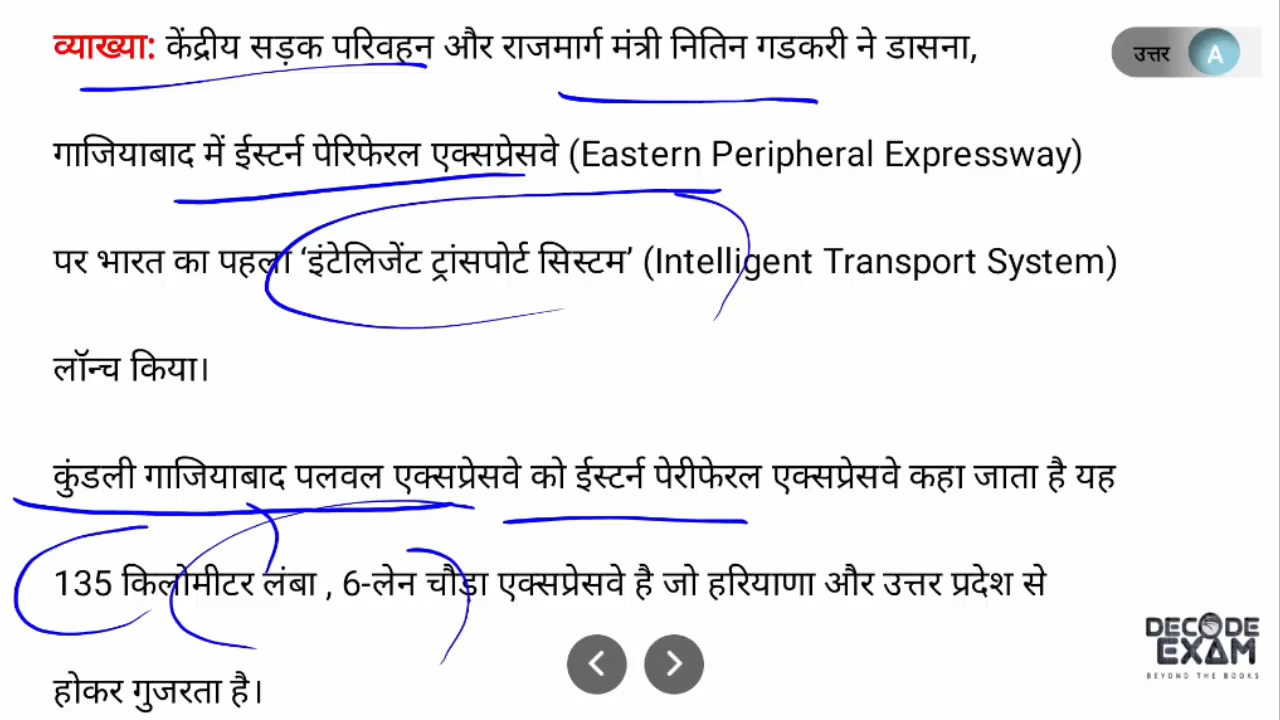 व्याख्या: केंद्रीय सड़क परिवहन और राजमार्ग मंत्री नितिन गडकरी ने डासना,
उत्तर A
गाजियाबाद में ईस्टर्न पेरिफेरल एक्सप्रेसवे (Eastern Peripheral Expressway)
पर भारत का पहला ‘इंटेलिजेंट ट्रांसपोर्ट सिस्टम’ (Intelligent Transport System)
लॉन्च किया।
कुंडली गाजियाबाद पलवल एक्सप्रेसवे को ईस्टर्न पेरीफेरल एक्सप्रेसवे कहा जाता है यह
135 किलोमीटर लंबा , 6-लेन चौड़ा एक्सप्रेसवे है जो हरियाणा और उत्तर प्रदेश से
होकर गुजरता है।
DECODE
EXAM
BEYOND THE BOOKS